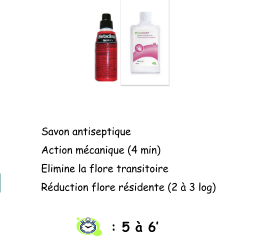 Savon antiseptique
Action mécanique (4 min)
Elimine la flore transitoire
Réduction flore résidente (2 à 3 log)
: 5 à 6’